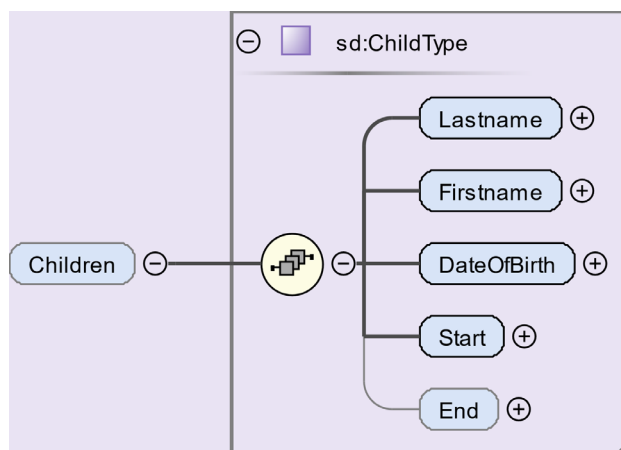 sd:ChildType
Lastname
Firstname
Children
DateOfBirth
Start
End